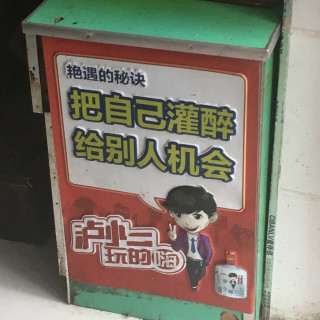 艳遇的秘诀
把自己灌醉
给别人机会
泸小二
玩的嗨